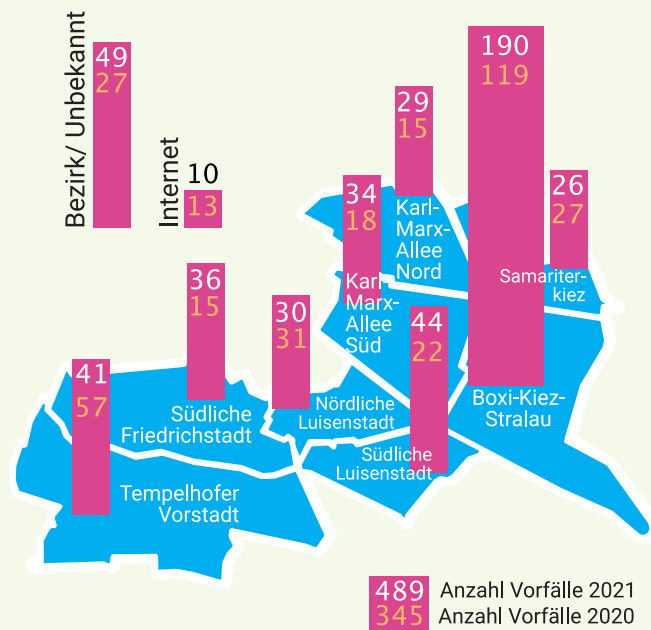 Bezirk/ Unbekannt
49
27
Internet
10
13
190
119
29
15
Karl-
Marx-
Allee
Nord
34
18
Karl-
Marx-
Allee
Süd
26
27
Samariter-
kiez
36
15
Südliche
Friedrichstadt
30
31
Nördliche
Luisenstadt
44
22
Südliche
Luisenstadt
Boxi-Kiez-
Stralau
41
57
Tempelhofer
Vorstadt
489 Anzahl Vorfälle 2021
345 Anzahl Vorfälle 2020